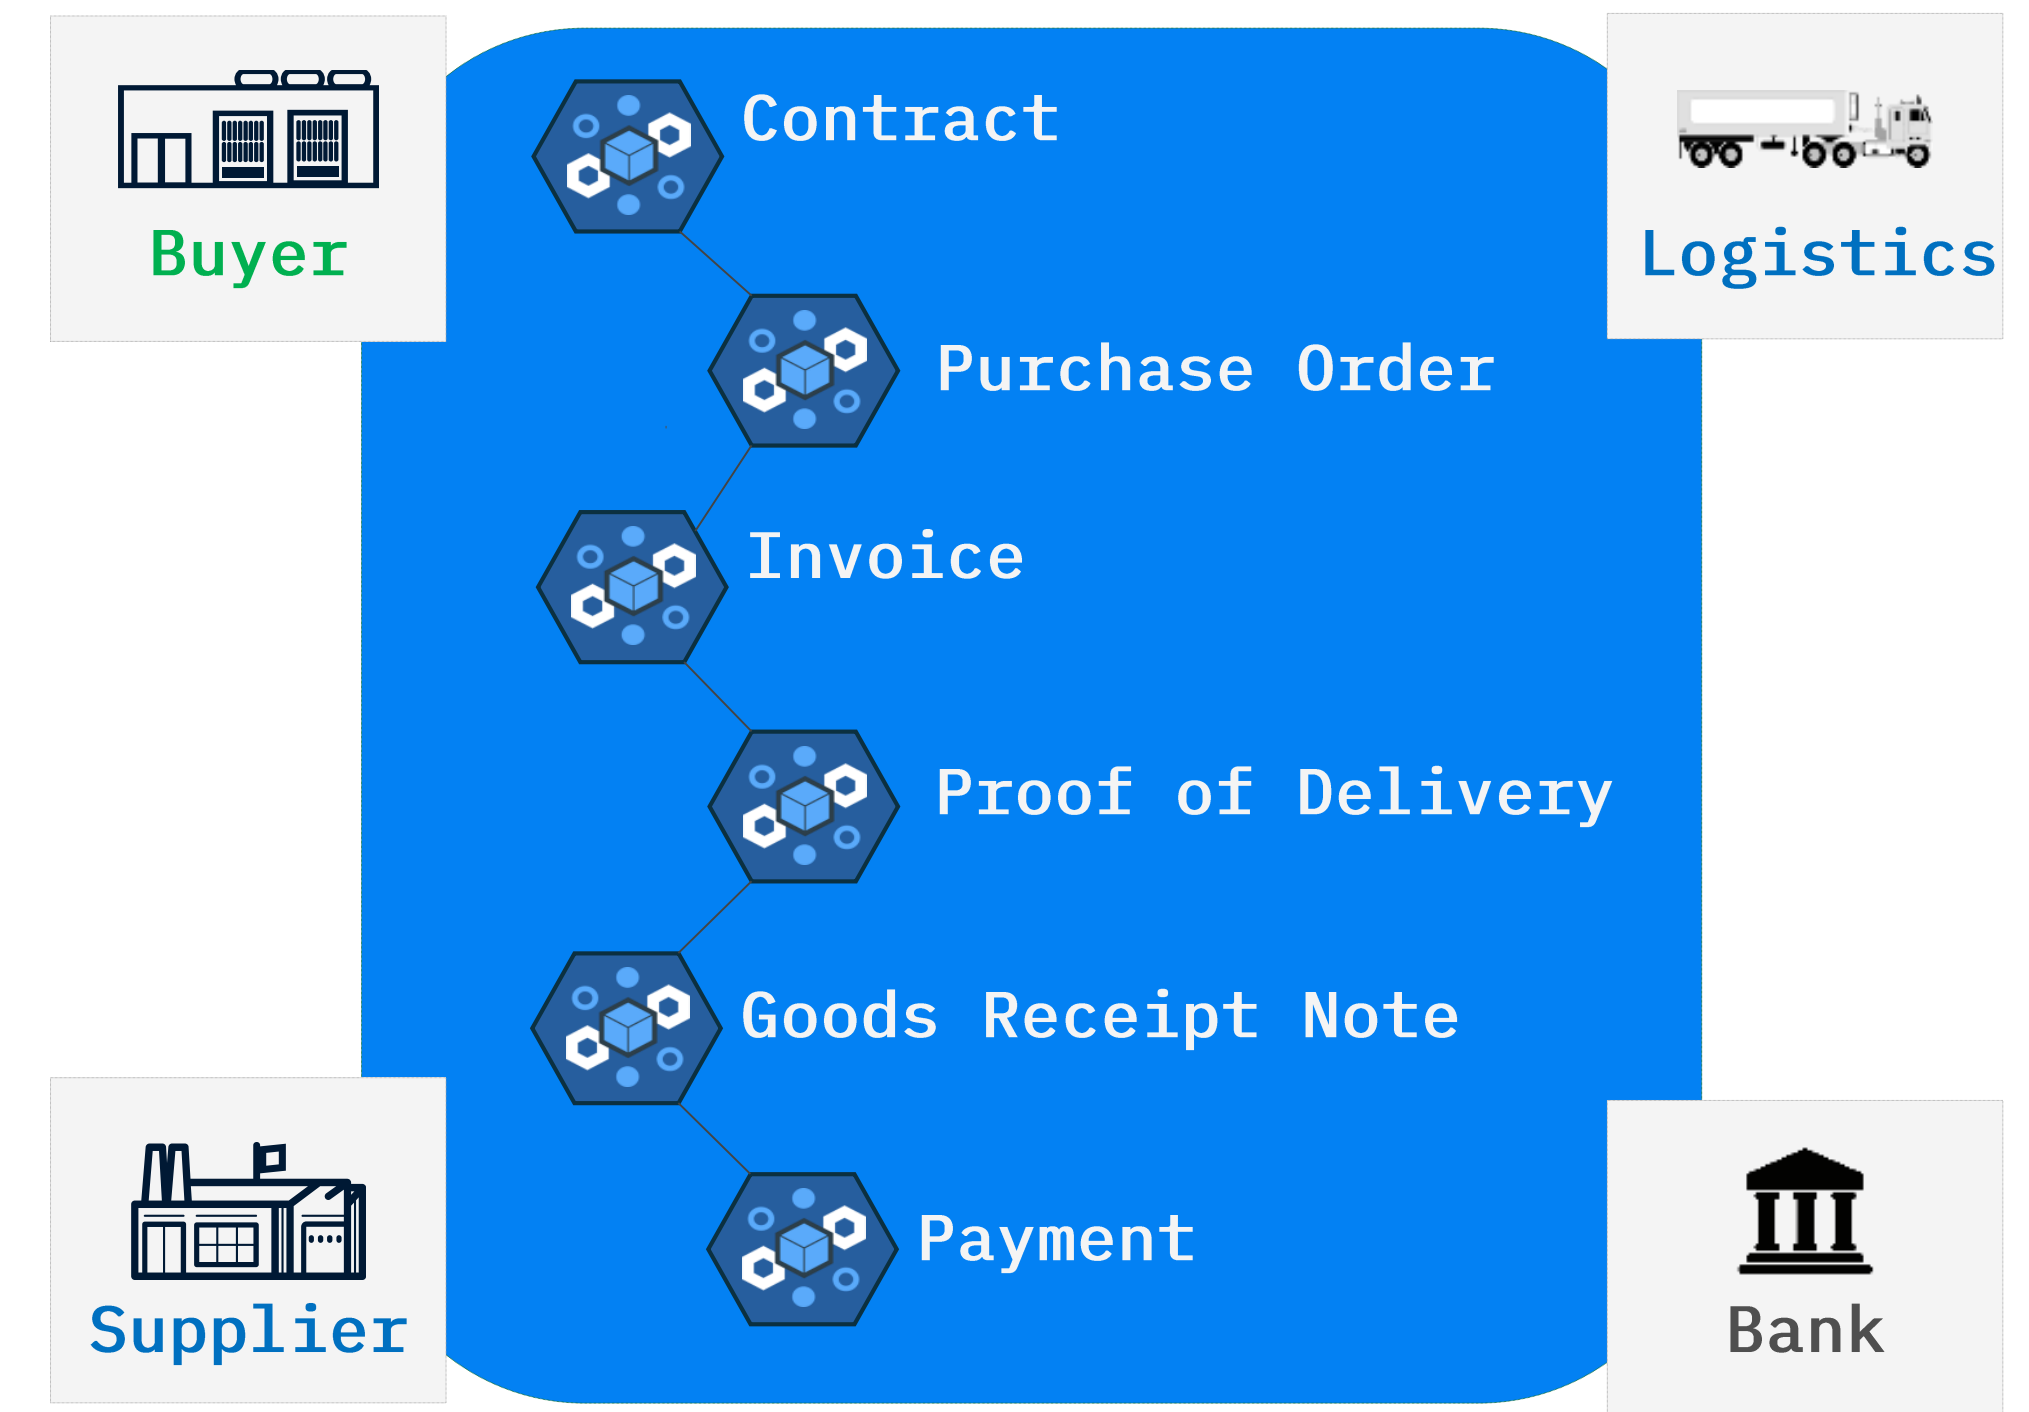 Buyer
Logistics
Contract
Purchase Order
Invoice
Proof of Delivery
Goods Receipt Note
Payment
Supplier
Bank